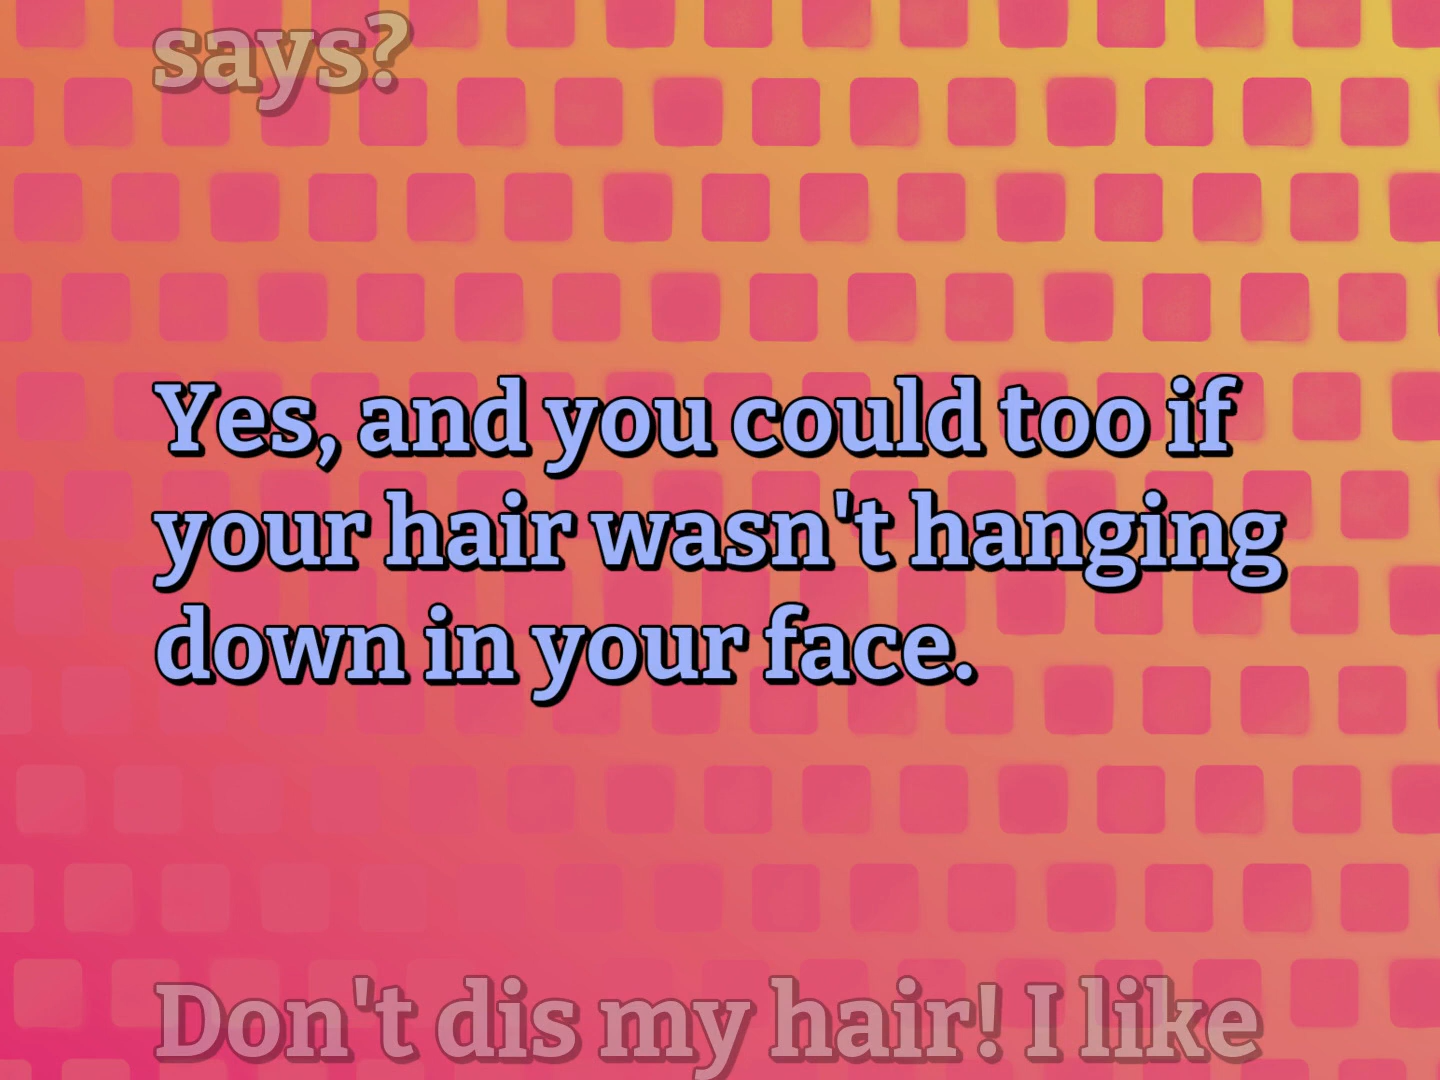 says?
Yes, and you could too if
your hair wasn't hanging
down in your face.
Don't dis my hair! I like